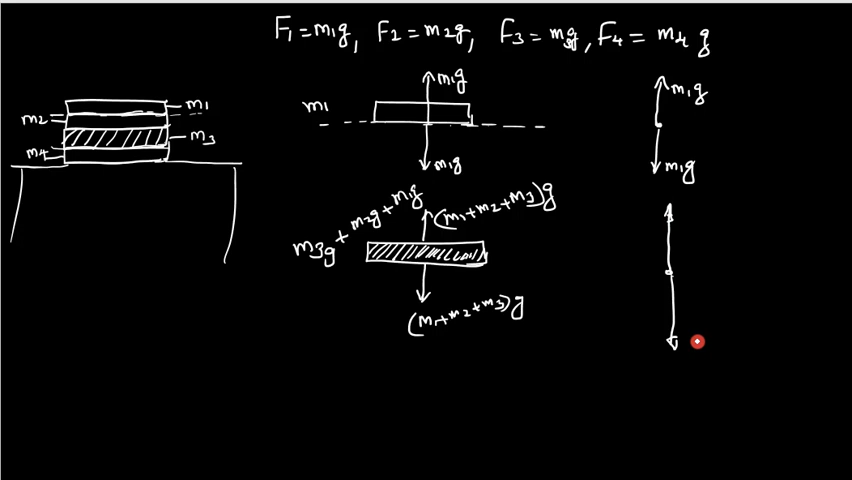 F1 = m1g, F2 = m2g, F3 = m3g, F4 = m4 g
m1
m2
m3
m4
m1
m1g
m1g
m1g
m1g
m3g + m2g + m1g
(m1+m2+m3)g
(m1+m2+m3)g